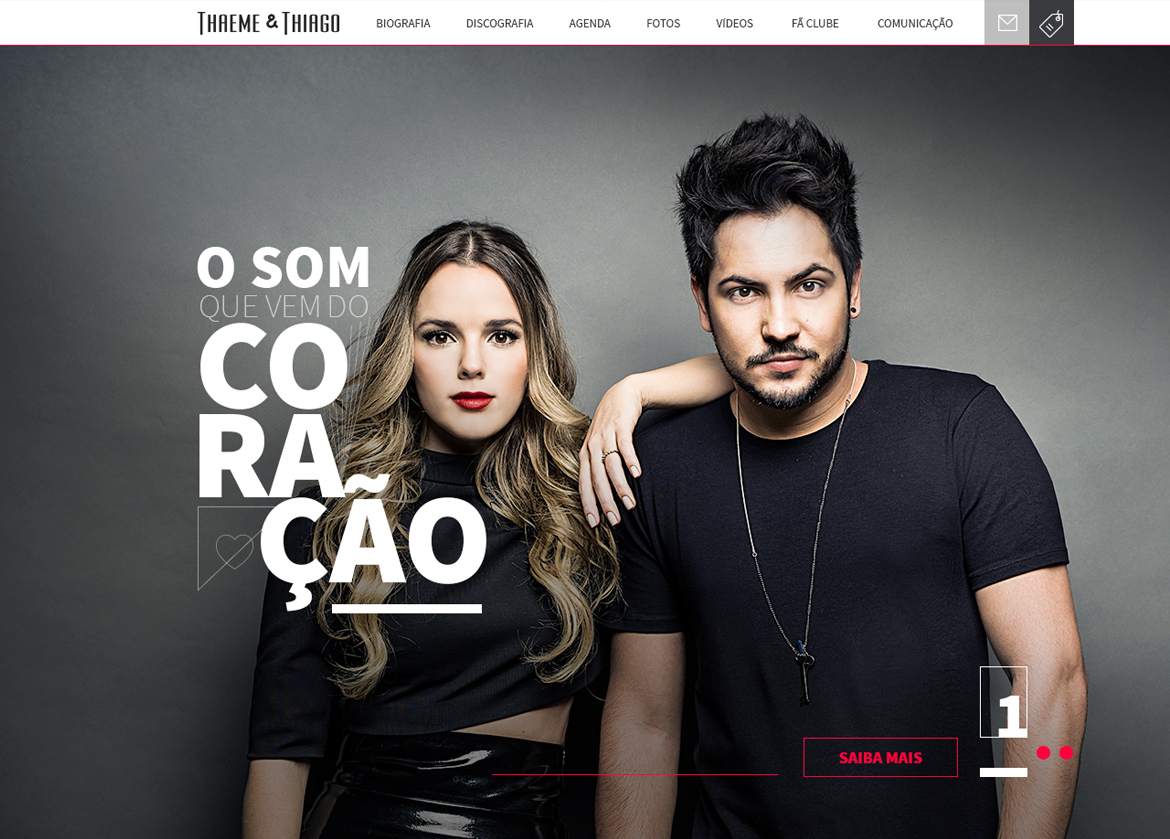 THAEME & THIAGO
BIOGRAFIA
DISCOGRAFIA
AGENDA
FOTOS
VÍDEOS
FÃ CLUBE
COMUNICAÇÃO
O SOM
QUE VEM DO
CO
RA
ÇÃO
SAIBA MAIS
1